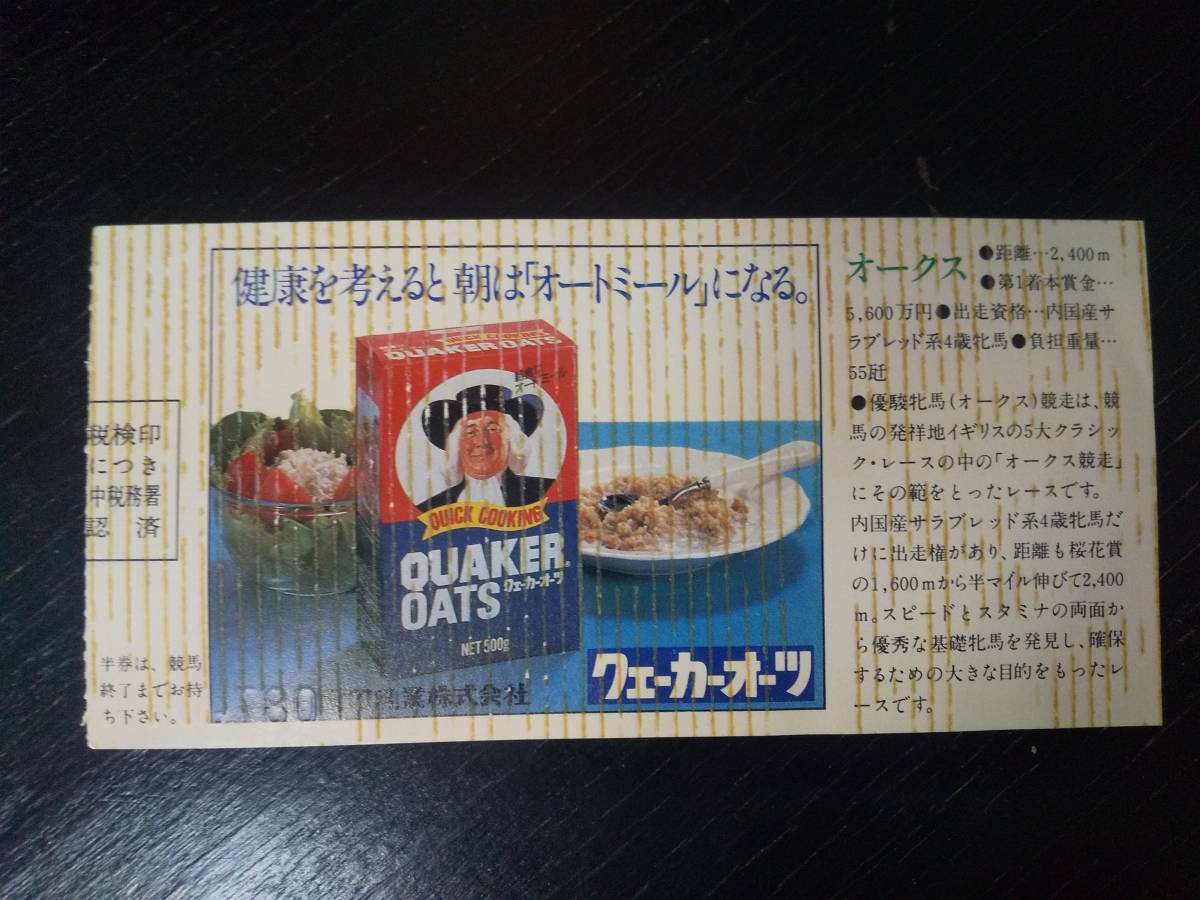 税検印
につき
中税務署
認 済
半券は、競馬
終了までお持
ち下さい。
健康を考えると朝は「オートミール」になる。
QUAKER OATS
オートミール
QUICK COOKING
QUAKER
OATS
クェーカーオーツ
NET 500g
クェーカーオーツ
業株式会社
オークス
●距離…2,400m
●第1着本賞金…
5,600万円●出走資格…内国産サ
ラブレッド系4歳牝馬●負担重量…
55瓩
●優駿牝馬(オークス)競走は、競
馬の発祥地イギリスの5大クラシッ
ク・レースの中の「オークス競走」
にその範をとったレースです。
内国産サラブレッド系4歳牝馬だ
けに出走権があり、距離も桜花賞
の1,600mから半マイル伸びて2,400
m。スピードとスタミナの両面か
ら優秀な基礎牝馬を発見し、確保
するための大きな目的をもったレ
ースです。